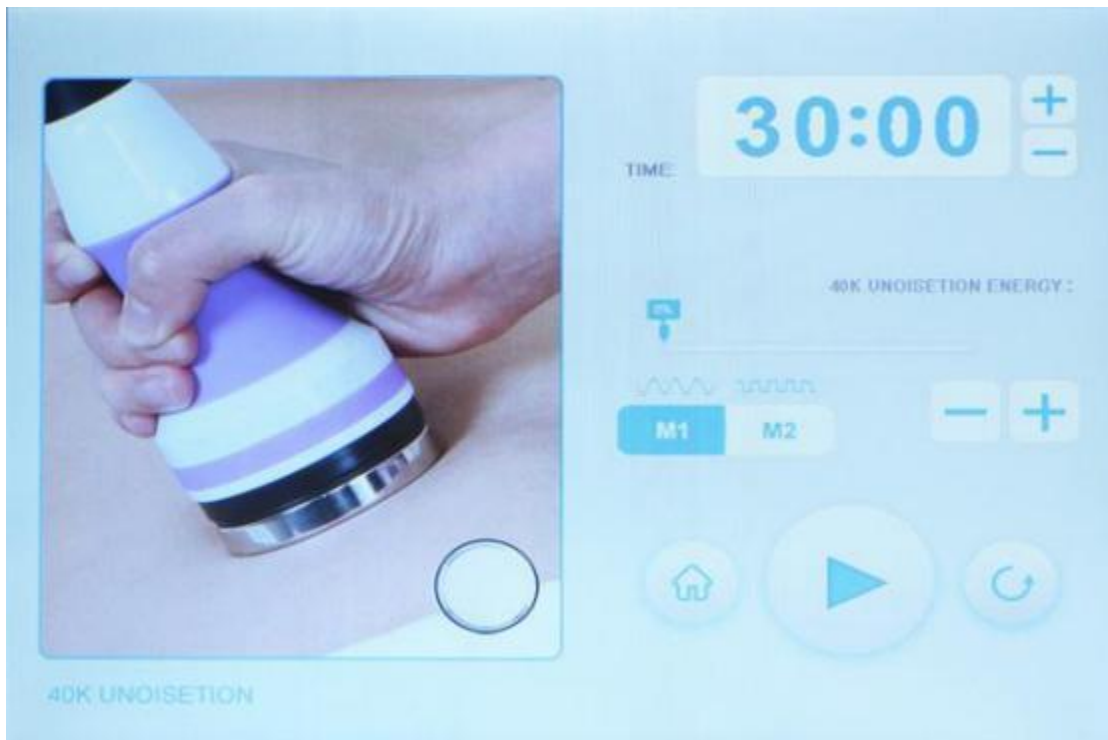 30:00
TIME:
40K UNOISETION ENERGY :
M1 M2
40K UNOISETION